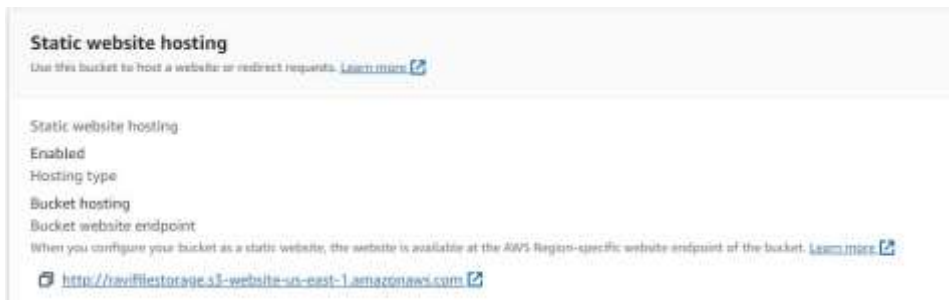 Static website hosting
Use this bucket to host a website or redirect requests. Learn more
Static website hosting
Enabled
Hosting type
Bucket hosting
Bucket website endpoint
When you configure your bucket as a static website, the website is available at the AWS Region-specific website endpoint of the bucket. Learn more
http://ravifilestorage.s3-website-us-east-1.amazonaws.com